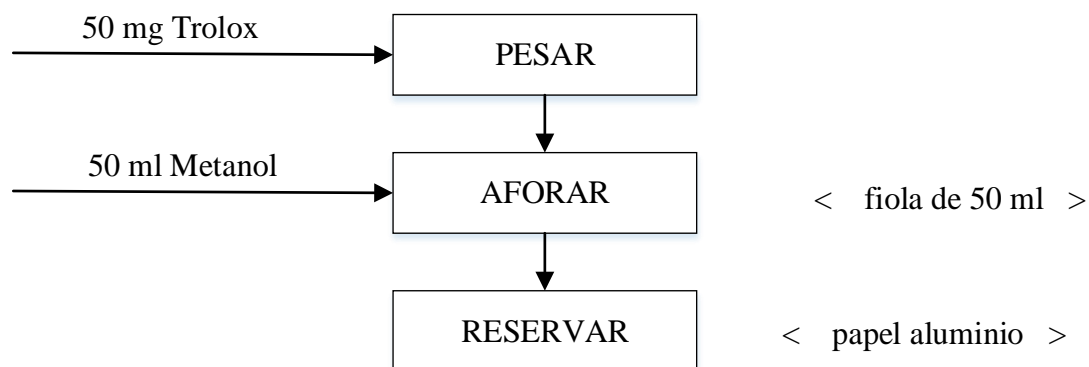 50 mg Trolox
PESAR
50 ml Metanol
AFORAR
< fiola de 50 ml >
RESERVAR
< papel aluminio >